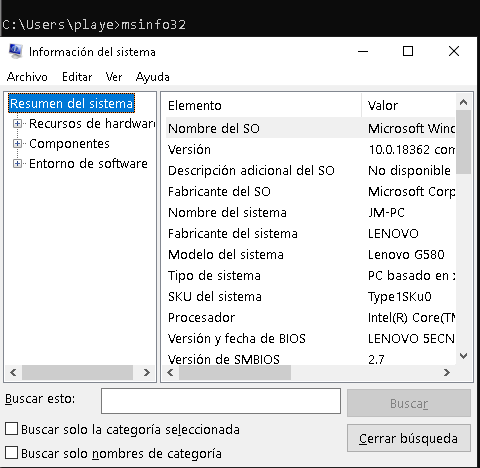 C:\Users\playe>msinfo32
Información del sistema
Archivo Editar Ver Ayuda
Resumen del sistema
Recursos de hardwar
Componentes
Entorno de software
Elemento Valor
Nombre del SO Microsoft Wind
Versión 10.0.18362 com
Descripción adicional del SO No disponible
Fabricante del SO Microsoft Corp
Nombre del sistema JM-PC
Fabricante del sistema LENOVO
Modelo del sistema Lenovo G580
Tipo de sistema PC basado en x
SKU del sistema Type1SKu0
Procesador Intel(R) Core(TM
Versión y fecha de BIOS LENOVO 5ECN
Versión de SMBIOS 2.7
Buscar esto:
Buscar
Buscar solo la categoría seleccionada
Buscar solo nombres de categoría
Cerrar búsqueda